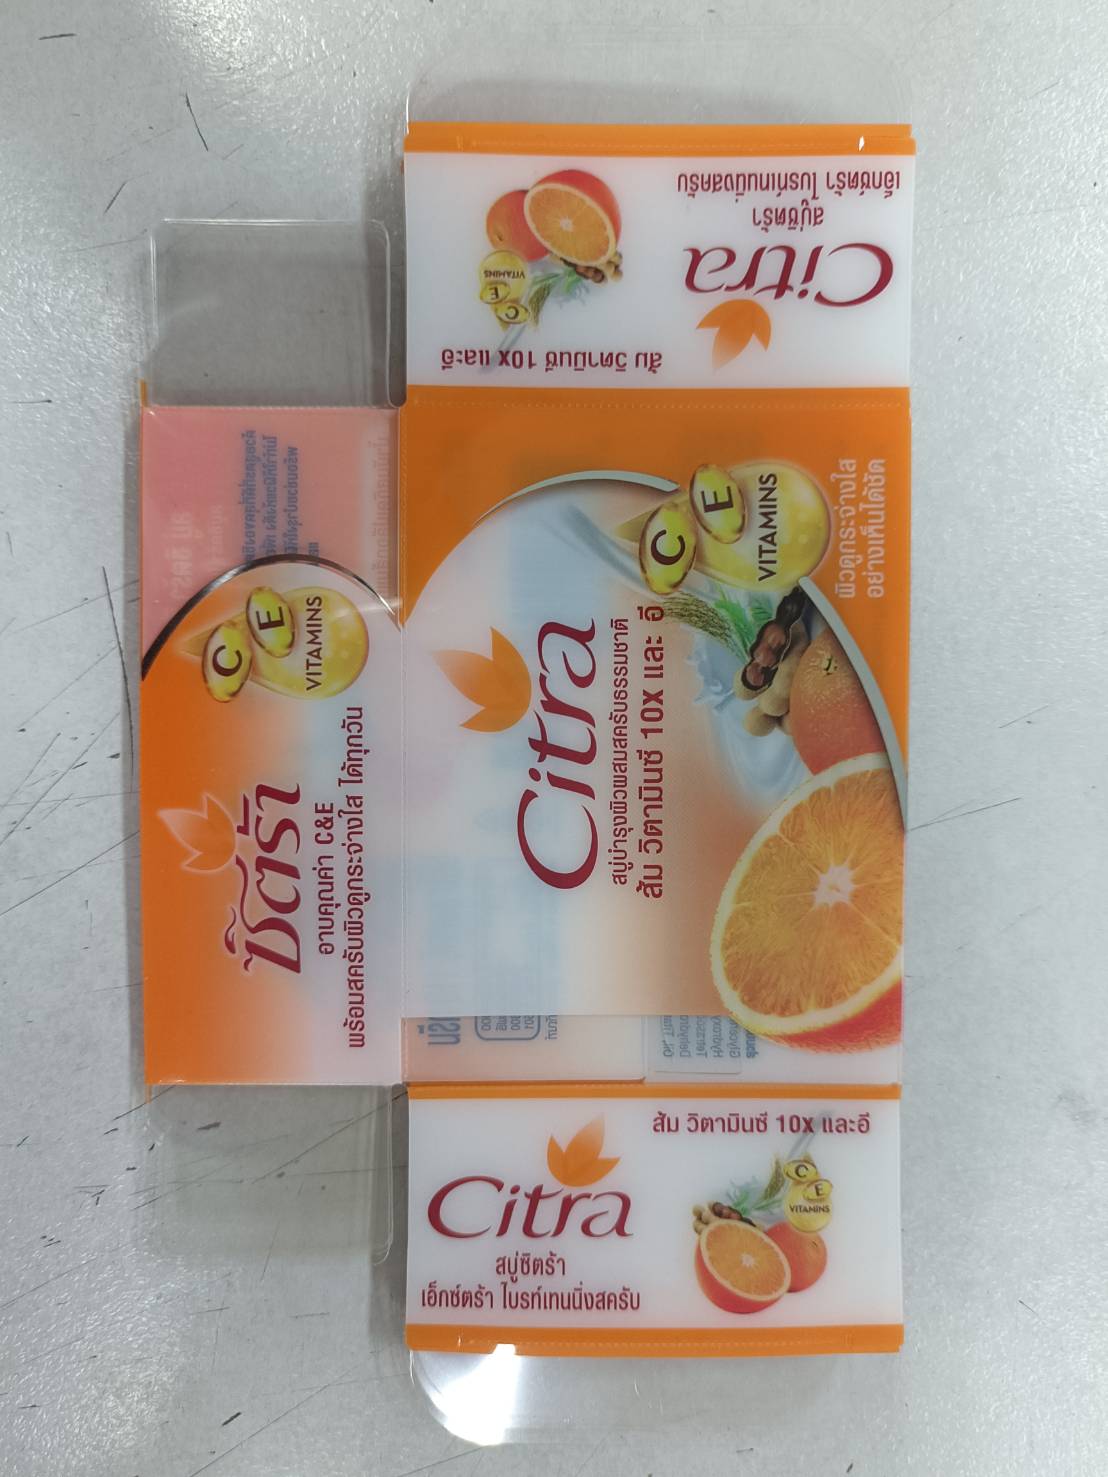 ส้ม วิตามินซี 10x และอี
Citra
สบู่ซิตร้า
เอ็กซ์ตร้า ไบรท์เทนนิ่งสครับ
C
E
VITAMINS
C
E
VITAMINS
ซิตร้า
อาบคุณค่า C&E
พร้อมสครับผิวดูกระจ่างใส ได้ทุกวัน
Citra
สบู่บำรุงผิวผสมสครับธรรมชาติ
ส้ม วิตามินซี 10x และ อี
C
E
VITAMINS
ผิวดูกระจ่างใส
อย่างเห็นได้ชัด
Citra
สบู่ซิตร้า
เอ็กซ์ตร้า ไบรท์เทนนิ่งสครับ
ส้ม วิตามินซี 10x และอี
C
E
VITAMINS